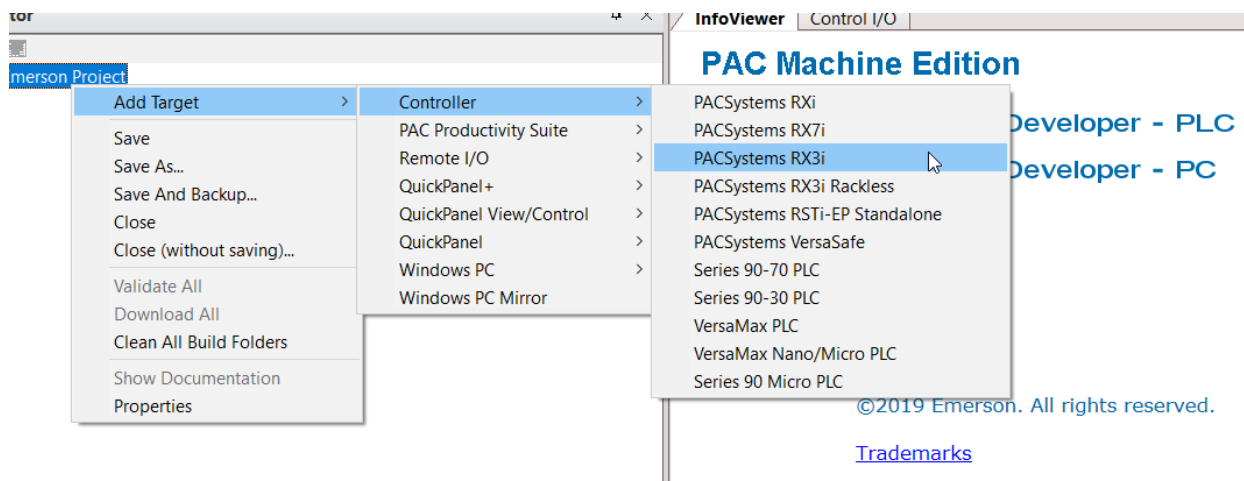 tor
InfoViewer
Control I/O
merson Project
PAC Machine Edition
Developer - PLC
Developer - PC
Add Target
Save
Save As...
Save And Backup...
Close
Close (without saving)...
Validate All
Download All
Clean All Build Folders
Show Documentation
Properties
Controller
PAC Productivity Suite
Remote I/O
QuickPanel+
QuickPanel View/Control
QuickPanel
Windows PC
Windows PC Mirror
PACSystems RXi
PACSystems RX7i
PACSystems RX3i
PACSystems RX3i Rackless
PACSystems RSTi-EP Standalone
PACSystems VersaSafe
Series 90-70 PLC
Series 90-30 PLC
VersaMax PLC
VersaMax Nano/Micro PLC
Series 90 Micro PLC
©2019 Emerson. All rights reserved.
Trademarks